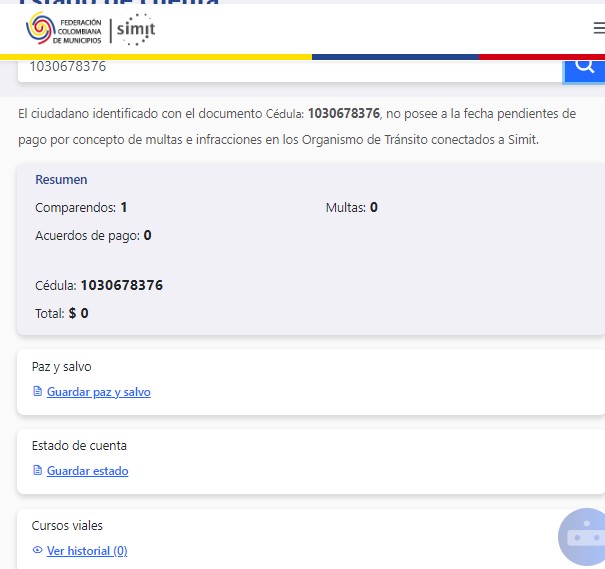 Estado de cuenta
FEDERACIÓN
COLOMBIANA
DE MUNICIPIOS
simit
1030678376
El ciudadano identificado con el documento Cédula: 1030678376, no posee a la fecha pendientes de
pago por concepto de multas e infracciones en los Organismo de Tránsito conectados a Simit.
Resumen
Comparendos: 1
Multas: 0
Acuerdos de pago: 0
Cédula: 1030678376
Total: $ 0
Paz y salvo
Guardar paz y salvo
Estado de cuenta
Guardar estado
Cursos viales
Ver historial (0)